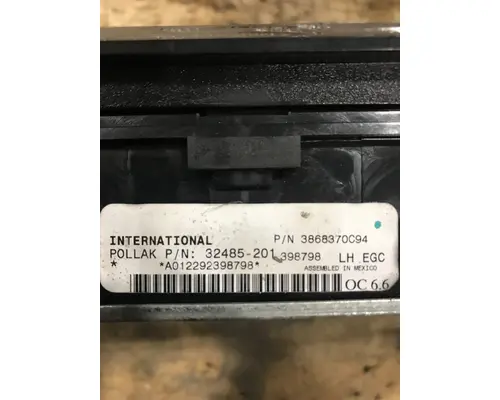 INTERNATIONAL P/N 3868370C94
POLLAK P/N: 32485-201 398798 LH EGC
* *A012292398798* ASSEMBLED IN MEXICO
OC 6.6